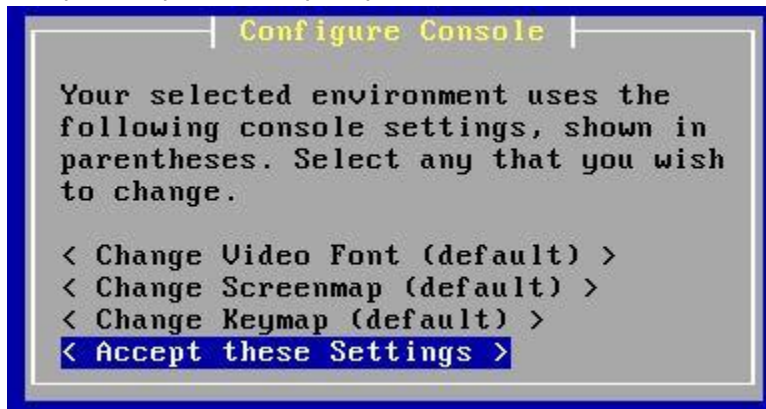 Configure Console
Your selected environment uses the
following console settings, shown in
parentheses. Select any that you wish
to change.
< Change Video Font (default) >
< Change Screenmap (default) >
< Change Keymap (default) >
< Accept these Settings >